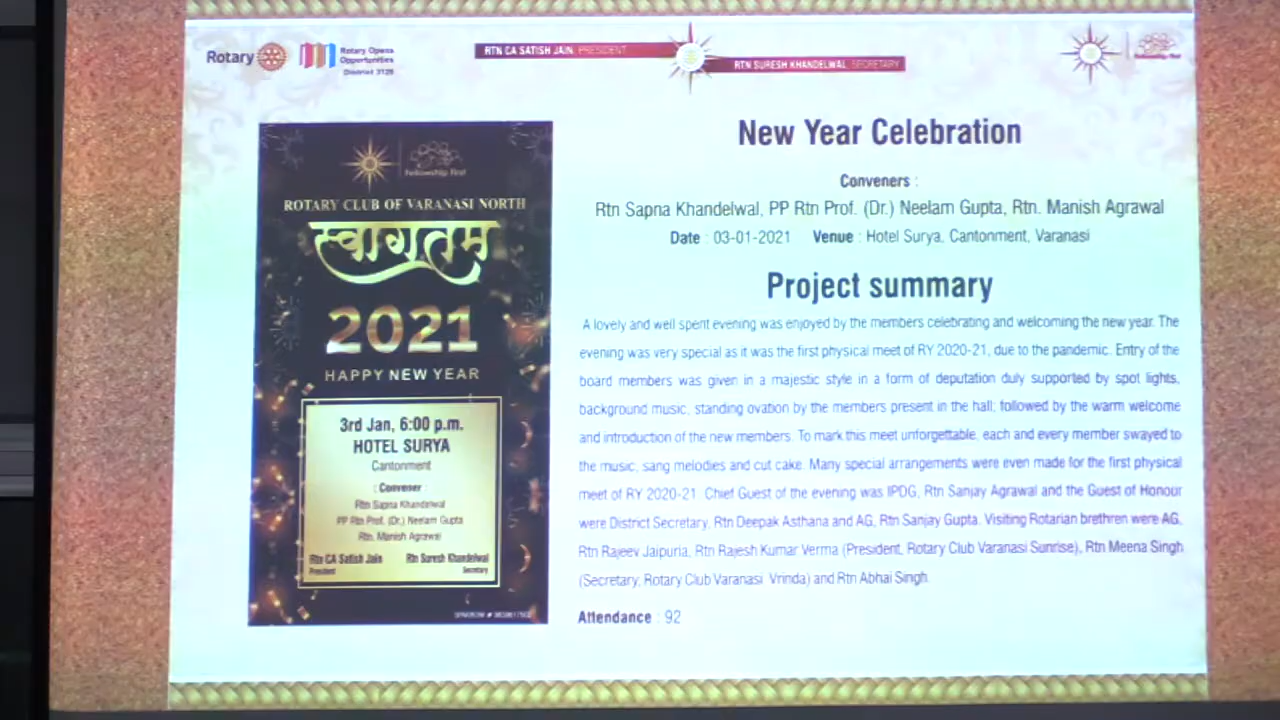 Rotary
Rotary Opens
Opportunities
District 3120
RTN CA SATISH JAIN, PRESIDENT
RTN SURESH KHANDELWAL, SECRETARY
Fellowship First
Fellowship First
ROTARY CLUB OF VARANASI NORTH
स्वागतम
2021
HAPPY NEW YEAR
3rd Jan, 6:00 p.m.
HOTEL SURYA
Cantonment
: Convener :
Rtn Sapna Khandelwal
PP Rtn Prof. (Dr.) Neelam Gupta
Rtn. Manish Agrawal
Rtn CA Satish Jain Rtn Suresh Khandelwal
President Secretary
New Year Celebration
Conveners :
Rtn Sapna Khandelwal, PP Rtn Prof. (Dr.) Neelam Gupta, Rtn. Manish Agrawal
Date : 03-01-2021 Venue : Hotel Surya, Cantonment, Varanasi
Project summary
A lovely and well spent evening was enjoyed by the members celebrating and welcoming the new year. The
evening was very special as it was the first physical meet of RY 2020-21, due to the pandemic. Entry of the
board members was given in a majestic style in a form of deputation duly supported by spot lights,
background music, standing ovation by the members present in the hall; followed by the warm welcome
and introduction of the new members. To mark this meet unforgettable, each and every member swayed to
the music, sang melodies and cut cake. Many special arrangements were even made for the first physical
meet of RY 2020-21. Chief Guest of the evening was IPDG, Rtn Sanjay Agrawal and the Guest of Honour
were District Secretary, Rtn Deepak Asthana and AG, Rtn Sanjay Gupta. Visiting Rotarian brethren were AG,
Rtn Rajeev Jaipuria, Rtn Rajesh Kumar Verma (President, Rotary Club Varanasi Sunrise), Rtn Meena Singh
(Secretary, Rotary Club Varanasi Vrinda) and Rtn Abhai Singh.
Attendance : 92